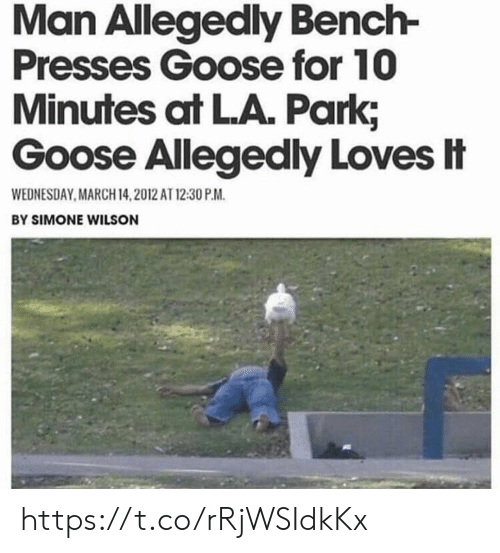 Man Allegedly Bench-
Presses Goose for 10
Minutes at L.A. Park;
Goose Allegedly Loves It
WEDNESDAY, MARCH 14, 2012 AT 12:30 P.M.
BY SIMONE WILSON
https://t.co/rRjWSIdkKx